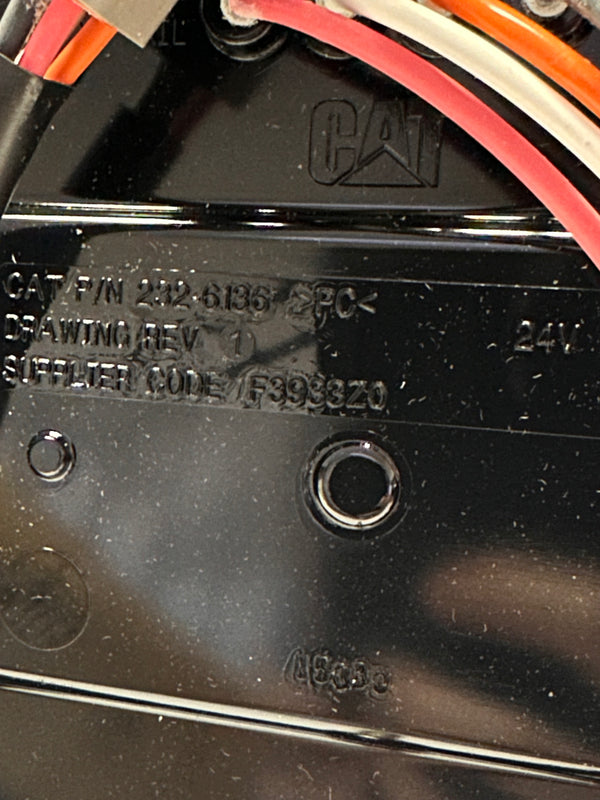 CAT
CAT P/N 232-6136 >PC<
DRAWING REV 1
24V
SUPPLIER CODE F3933Z0